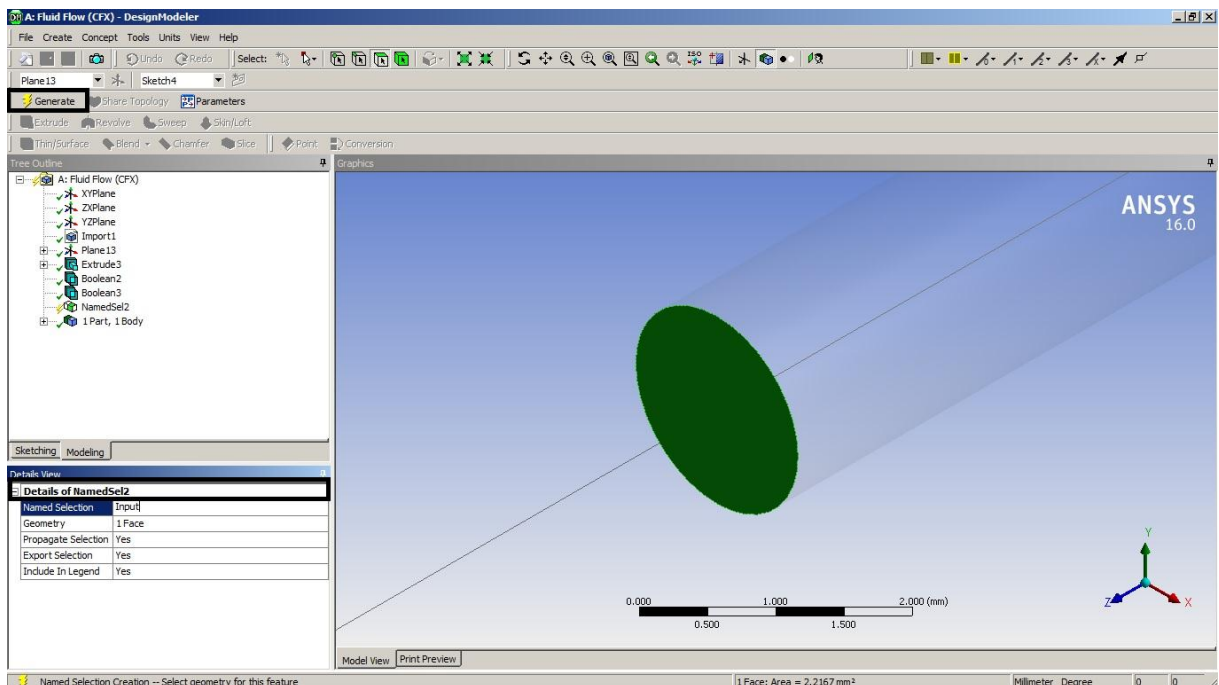 A: Fluid Flow (CFX) - DesignModeler
File Create Concept Tools Units View Help
Undo Redo Select:
Plane13 Sketch4
Generate Share Topology Parameters
Extrude Revolve Sweep Skin/Loft
Thin/Surface Blend Chamfer Slice Point Conversion
Tree Outline
A: Fluid Flow (CFX)
XYPlane
ZXPlane
YZPlane
Import1
Plane13
Extrude3
Boolean2
Boolean3
NamedSel2
1 Part, 1 Body
Sketching Modeling
Details View
Details of NamedSel2
Named Selection Input
Geometry 1 Face
Propagate Selection Yes
Export Selection Yes
Include In Legend Yes
Graphics
ANSYS
16.0
Y
Z X
0.000 1.000 2.000 (mm)
0.500 1.500
Model View Print Preview
Named Selection Creation -- Select geometry for this feature 1 Face: Area = 2.2167 mm² Millimeter Degree 0 0